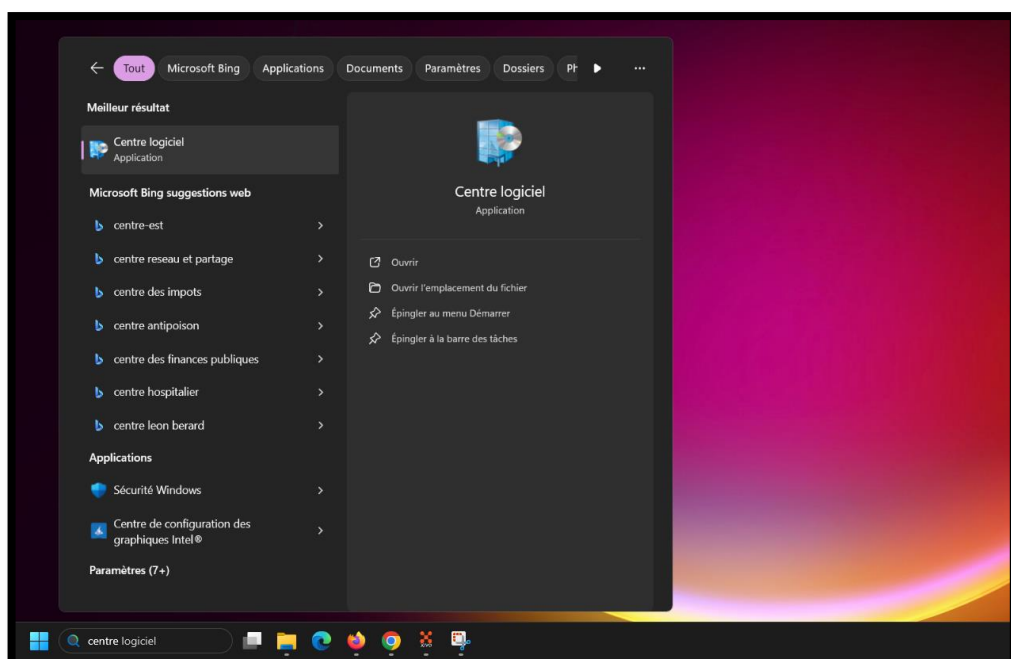 Tout Microsoft Bing Applications Documents Paramètres Dossiers Ph
Meilleur résultat
Centre logiciel
Application
Microsoft Bing suggestions web
centre-est
centre reseau et partage
centre des impots
centre antipoison
centre des finances publiques
centre hospitalier
centre leon berard
Applications
Sécurité Windows
Centre de configuration des
graphiques Intel®
Paramètres (7+)
Centre logiciel
Application
Ouvrir
Ouvrir l'emplacement du fichier
Épingler au menu Démarrer
Épingler à la barre des tâches
centre logiciel
XIVO